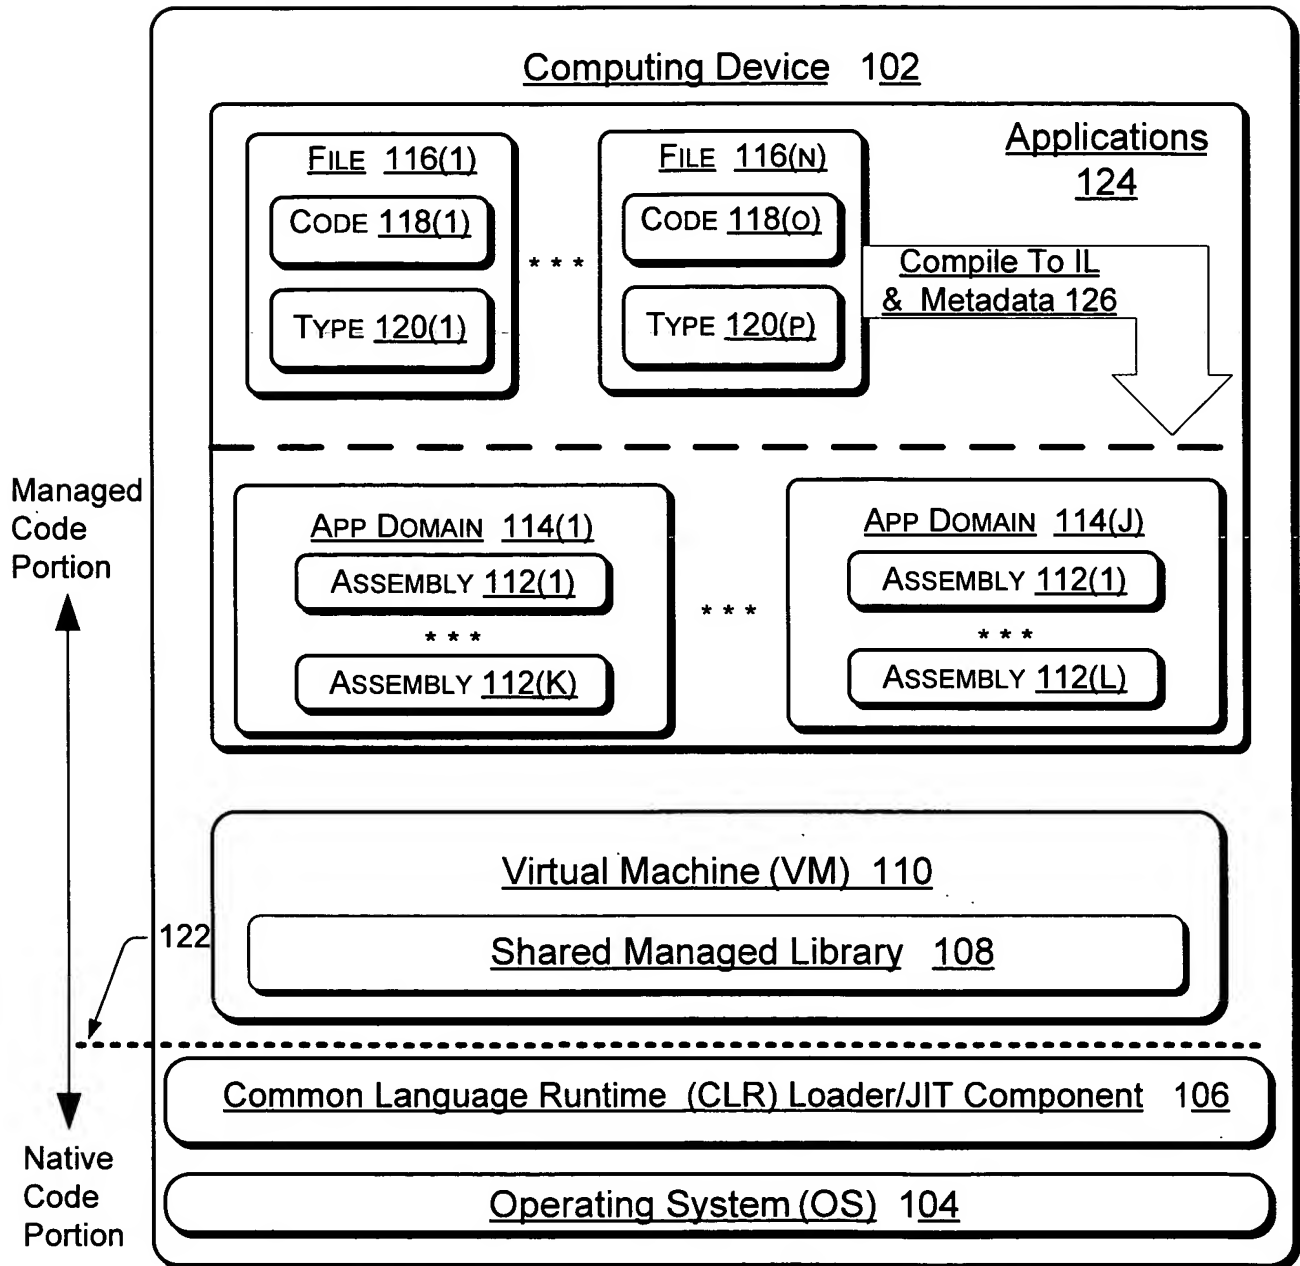 Computing Device 102
Applications
124
FILE 116(1)
CODE 118(1)
TYPE 120(1)
* * *
FILE 116(N)
CODE 118(O)
TYPE 120(P)
Compile To IL
& Metadata 126
Managed
Code
Portion
APP DOMAIN 114(1)
ASSEMBLY 112(1)
* * *
ASSEMBLY 112(K)
* * *
APP DOMAIN 114(J)
ASSEMBLY 112(1)
* * *
ASSEMBLY 112(L)
Virtual Machine (VM) 110
Shared Managed Library 108
122
Common Language Runtime (CLR) Loader/JIT Component 106
Native
Code
Portion
Operating System (OS) 104